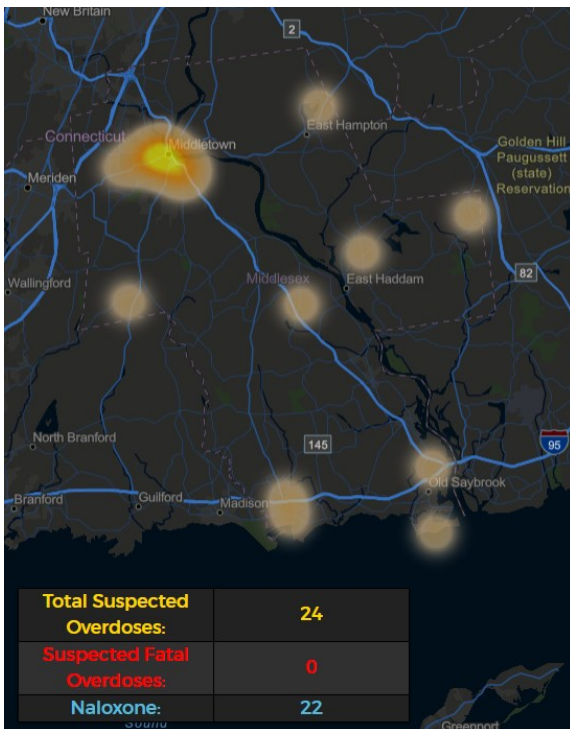 New Britain
2
East Hampton
Connecticut
Middletown
Golden Hill
Paugussett
(state)
Reservation
Meriden
Wallingford
Middlesex
East Haddam
82
North Branford
145
95
Branford
Guilford
Madison
Old Saybrook
Total Suspected
Overdoses:
24
Suspected Fatal
Overdoses:
0
Naloxone:
22
Sound
Greenport